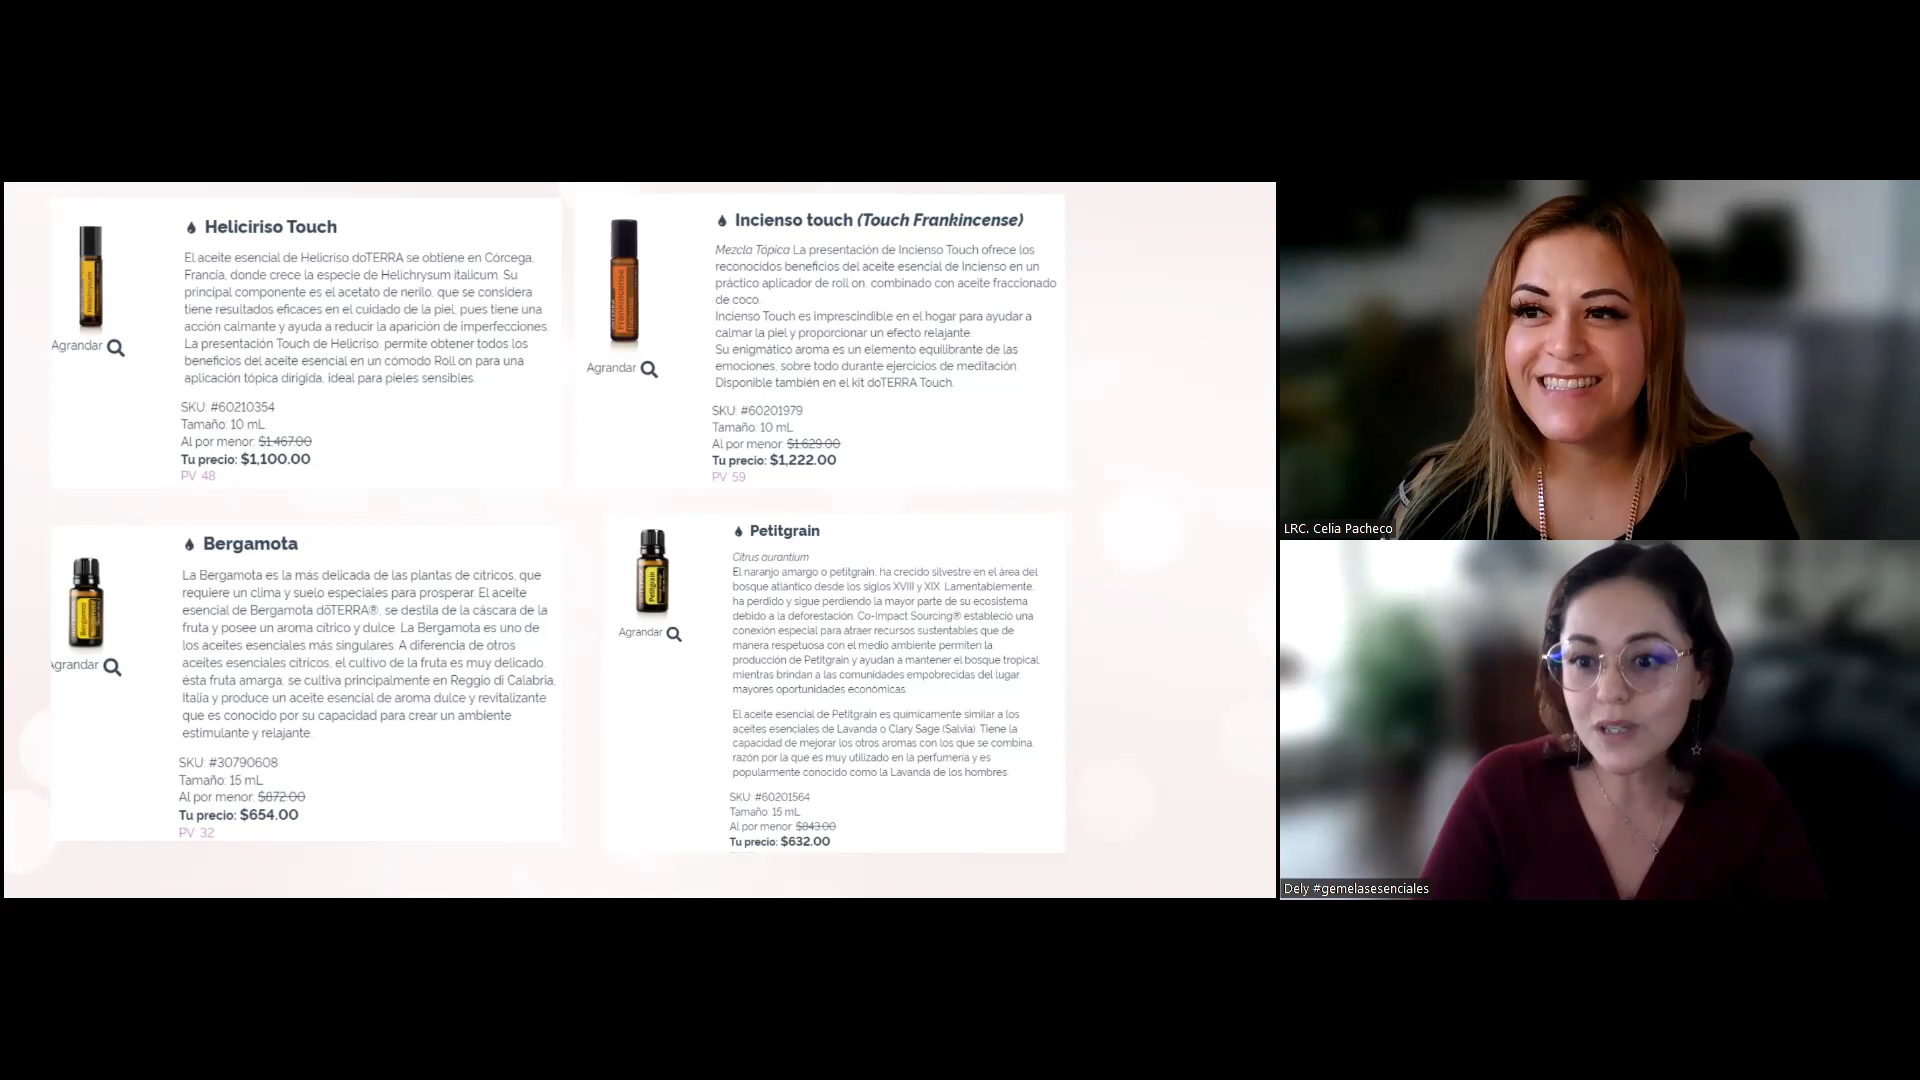 Heliciriso Touch
El aceite esencial de Helicriso doTERRA se obtiene en Córcega,
Francia, donde crece la especie de Helichrysum italicum. Su
principal componente es el acetato de nerilo, que se considera
tiene resultados eficaces en el cuidado de la piel, pues tiene una
acción calmante y ayuda a reducir la aparición de imperfecciones.
La presentación Touch de Helicriso, permite obtener todos los
beneficios del aceite esencial en un cómodo Roll on para una
aplicación tópica dirigida, ideal para pieles sensibles.
SKU: #60210354
Tamaño: 10 mL
Al por menor: $1,467.00
Tu precio: $1,100.00
PV: 48
Helichrysum
Agrandar
Incienso touch (Touch Frankincense)
Mezcla Tópica La presentación de Incienso Touch ofrece los
reconocidos beneficios del aceite esencial de Incienso en un
práctico aplicador de roll on, combinado con aceite fraccionado
de coco.
Incienso Touch es imprescindible en el hogar para ayudar a
calmar la piel y proporcionar un efecto relajante.
Su enigmático aroma es un elemento equilibrante de las
emociones, sobre todo durante ejercicios de meditación.
Disponible también en el kit doTERRA Touch.
SKU: #60201979
Tamaño: 10 mL
Al por menor: $1,629.00
Tu precio: $1,222.00
PV: 59
Frankincense
Agrandar
Bergamota
La Bergamota es la más delicada de las plantas de cítricos, que
requiere un clima y suelo especiales para prosperar. El aceite
esencial de Bergamota dōTERRA®, se destila de la cáscara de la
fruta y posee un aroma cítrico y dulce. La Bergamota es uno de
los aceites esenciales más singulares. A diferencia de otros
aceites esenciales cítricos, el cultivo de la fruta es muy delicado,
ésta fruta amarga, se cultiva principalmente en Reggio di Calabria,
Italia y produce un aceite esencial de aroma dulce y revitalizante
que es conocido por su capacidad para crear un ambiente
estimulante y relajante.
SKU: #30790608
Tamaño: 15 mL
Al por menor: $872.00
Tu precio: $654.00
PV: 32
Bergamot
Agrandar
Petitgrain
Citrus aurantium
El naranjo amargo o petitgrain, ha crecido silvestre en el área del
bosque atlántico desde los siglos XVIII y XIX. Lamentablemente,
ha perdido y sigue perdiendo la mayor parte de su ecosistema
debido a la deforestación. Co-Impact Sourcing® estableció una
conexión especial para atraer recursos sustentables que de
manera respetuosa con el medio ambiente permiten la
producción de Petitgrain y ayudan a mantener el bosque tropical,
mientras brindan a las comunidades empobrecidas del lugar,
mayores oportunidades económicas.
El aceite esencial de Petitgrain es químicamente similar a los
aceites esenciales de Lavanda o Clary Sage (Salvia). Tiene la
capacidad de mejorar los otros aromas con los que se combina,
razón por la que es muy utilizado en la perfumería y es
popularmente conocido como la Lavanda de los hombres.
SKU: #60201564
Tamaño: 15 mL
Al por menor: $843.00
Tu precio: $632.00
Petitgrain
Agrandar
LRC. Celia Pacheco
Dely #gemelasesenciales